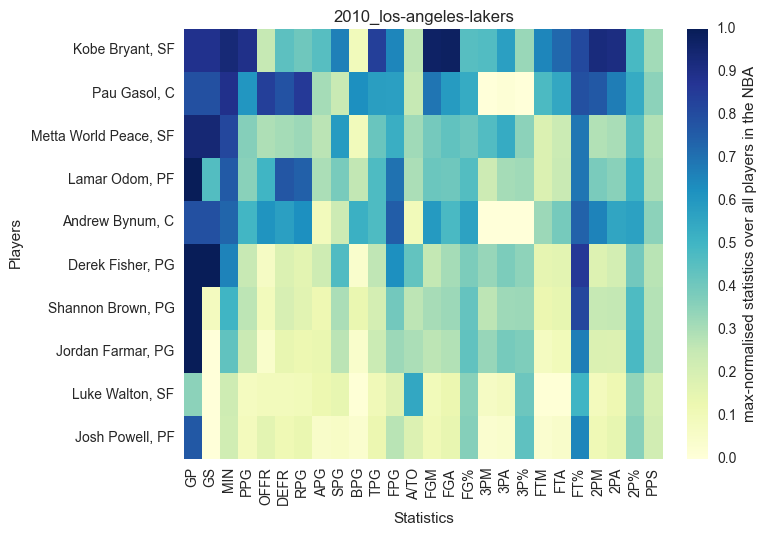 2010_los-angeles-lakers
Players
Kobe Bryant, SF
Pau Gasol, C
Metta World Peace, SF
Lamar Odom, PF
Andrew Bynum, C
Derek Fisher, PG
Shannon Brown, PG
Jordan Farmar, PG
Luke Walton, SF
Josh Powell, PF
GP GS MIN PPG OFFR DEFR RPG APG SPG BPG TPG FPG A/TO FGM FGA FG% 3PM 3PA 3P% FTM FTA FT% 2PM 2PA 2P% PPS
Statistics
1.0
0.9
0.8
0.7
0.6
0.5
0.4
0.3
0.2
0.1
0.0
max-normalised statistics over all players in the NBA